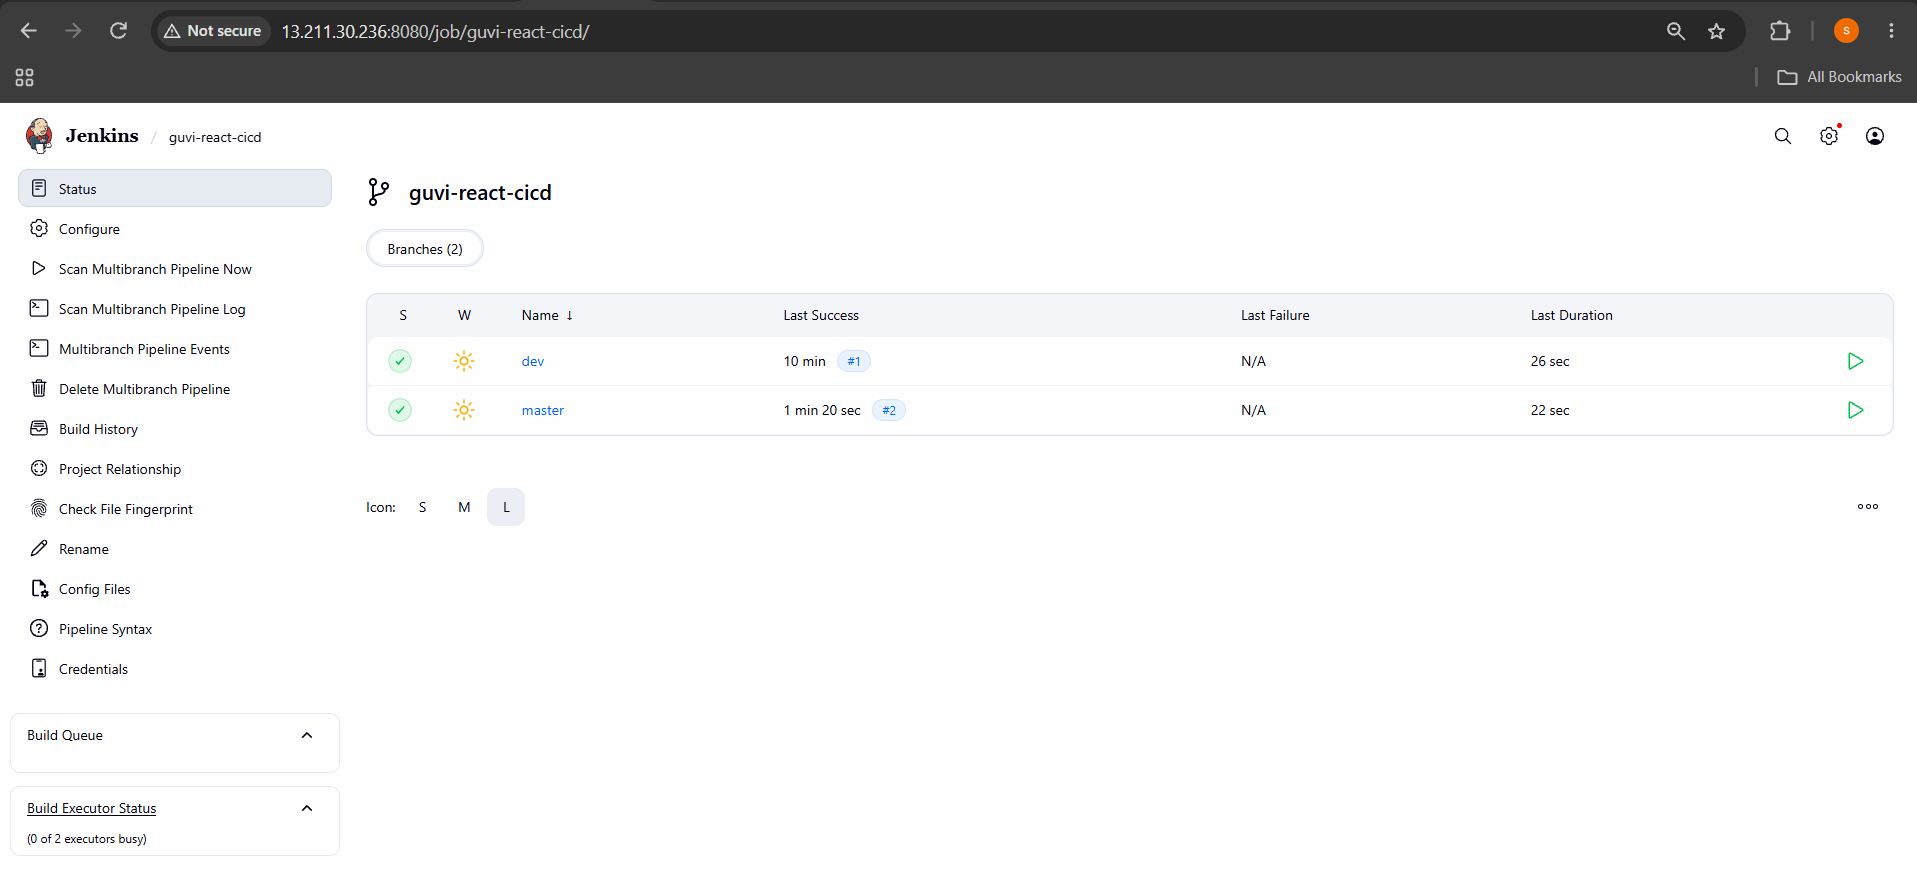 Not secure 13.211.30.236:8080/job/guvi-react-cicd/ S
All Bookmarks
Jenkins / guvi-react-cicd
Status
Configure
Scan Multibranch Pipeline Now
Scan Multibranch Pipeline Log
Multibranch Pipeline Events
Delete Multibranch Pipeline
Build History
Project Relationship
Check File Fingerprint
Rename
Config Files
Pipeline Syntax
Credentials
Build Queue
Build Executor Status
(0 of 2 executors busy)
guvi-react-cicd
Branches (2)
S W Name ↓ Last Success Last Failure Last Duration
dev 10 min #1 N/A 26 sec
master 1 min 20 sec #2 N/A 22 sec
Icon: S M L